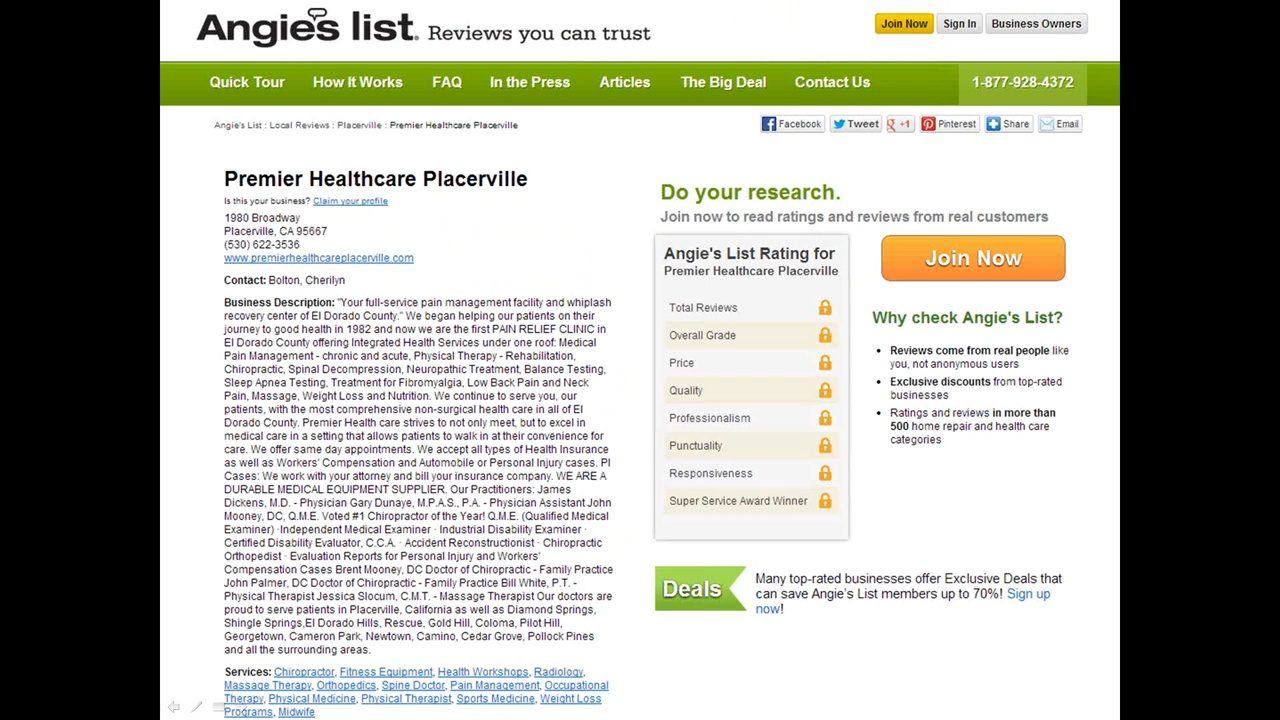 Angie's list. Reviews you can trust
Join Now Sign In Business Owners
Quick Tour How It Works FAQ In the Press Articles The Big Deal Contact Us 1-877-928-4372
Angie's List : Local Reviews : Placerville : Premier Healthcare Placerville
Facebook Tweet +1 Pinterest Share Email
Premier Healthcare Placerville
Is this your business? Claim your profile
1980 Broadway
Placerville, CA 95667
(530) 622-3536
www.premierhealthcareplacerville.com
Contact: Bolton, Cherilyn
Business Description: "Your full-service pain management facility and whiplash
recovery center of El Dorado County." We began helping our patients on their
journey to good health in 1982 and now we are the first PAIN RELIEF CLINIC in
El Dorado County offering Integrated Health Services under one roof: Medical
Pain Management - chronic and acute, Physical Therapy - Rehabilitation,
Chiropractic, Spinal Decompression, Neuropathic Treatment, Balance Testing,
Sleep Apnea Testing, Treatment for Fibromyalgia, Low Back Pain and Neck
Pain, Massage, Weight Loss and Nutrition. We continue to serve you, our
patients, with the most comprehensive non-surgical health care in all of El
Dorado County. Premier Health care strives to not only meet, but to excel in
medical care in a setting that allows patients to walk in at their convenience for
care. We offer same day appointments. We accept all types of Health Insurance
as well as Workers' Compensation and Automobile or Personal Injury cases. PI
Cases: We work with your attorney and bill your insurance company. WE ARE A
DURABLE MEDICAL EQUIPMENT SUPPLIER. Our Practitioners: James
Dickens, M.D. - Physician Gary Dunaye, M.P.A.S., P.A. - Physician Assistant John
Mooney, DC, Q.M.E. Voted #1 Chiropractor of the Year! Q.M.E. (Qualified Medical
Examiner) ·Independent Medical Examiner · Industrial Disability Examiner ·
Certified Disability Evaluator, C.C.A. · Accident Reconstructionist · Chiropractic
Orthopedist · Evaluation Reports for Personal Injury and Workers'
Compensation Cases Brent Mooney, DC Doctor of Chiropractic - Family Practice
John Palmer, DC Doctor of Chiropractic - Family Practice Bill White, P.T. -
Physical Therapist Jessica Slocum, C.M.T. - Massage Therapist Our doctors are
proud to serve patients in Placerville, California as well as Diamond Springs,
Shingle Springs,El Dorado Hills, Rescue, Gold Hill, Coloma, Pilot Hill,
Georgetown, Cameron Park, Newtown, Camino, Cedar Grove, Pollock Pines
and all the surrounding areas.
Services: Chiropractor, Fitness Equipment, Health Workshops, Radiology,
Massage Therapy, Orthopedics, Spine Doctor, Pain Management, Occupational
Therapy, Physical Medicine, Physical Therapist, Sports Medicine, Weight Loss
Programs, Midwife
Do your research.
Join now to read ratings and reviews from real customers
Angie's List Rating for
Premier Healthcare Placerville
Total Reviews
Overall Grade
Price
Quality
Professionalism
Punctuality
Responsiveness
Super Service Award Winner
Join Now
Why check Angie's List?
• Reviews come from real people like
you, not anonymous users
• Exclusive discounts from top-rated
businesses
• Ratings and reviews in more than
500 home repair and health care
categories
Deals
Many top-rated businesses offer Exclusive Deals that
can save Angie's List members up to 70%! Sign up
now!